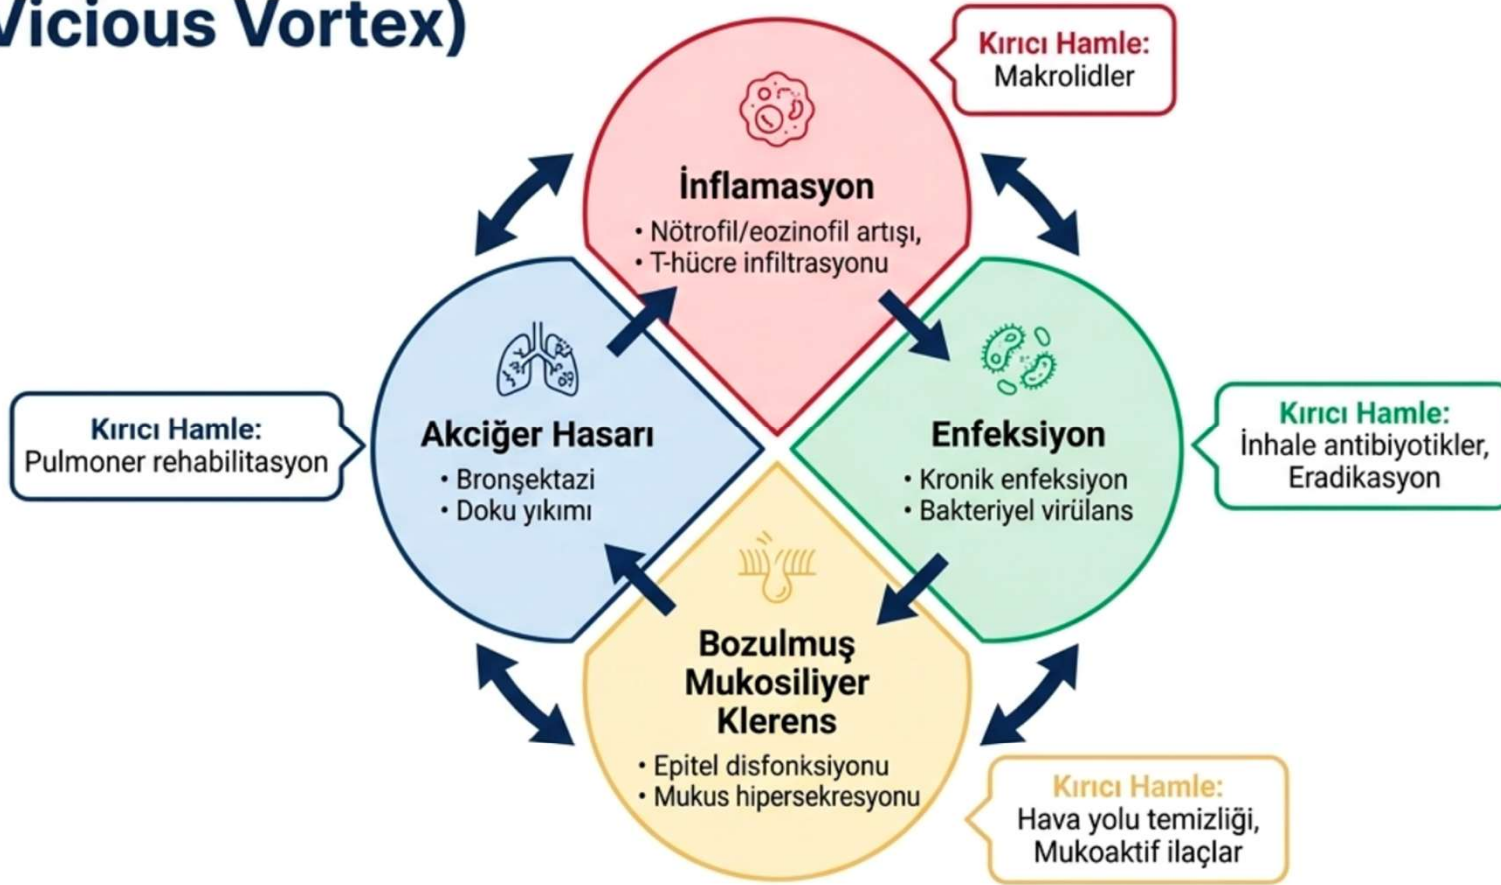 Vicious Vortex)
Kırıcı Hamle:
Makrolidler
İnflamasyon
• Nötrofil/eozinofil artışı,
• T-hücre infiltrasyonu
Akciğer Hasarı
• Bronşektazi
• Doku yıkımı
Kırıcı Hamle:
Pulmoner rehabilitasyon
Enfeksiyon
• Kronik enfeksiyon
• Bakteriyel virülans
Kırıcı Hamle:
İnhale antibiyotikler,
Eradikasyon
Bozulmuş
Mukosiliyer
Klerens
• Epitel disfonksiyonu
• Mukus hipersekresyonu
Kırıcı Hamle:
Hava yolu temizliği,
Mukoaktif ilaçlar